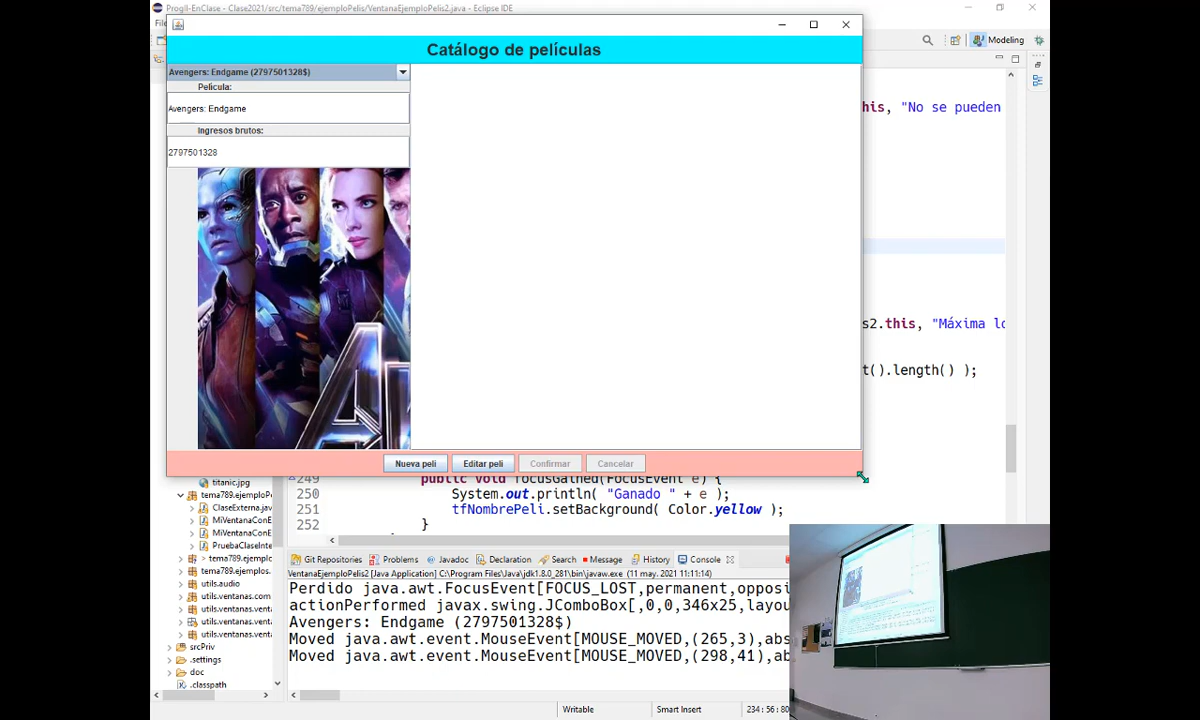 ProgII-EnClase - Clase2021/src/tema789/ejemploPelis/VentanaEjemploPelis2.java - Eclipse IDE
File
Catálogo de películas
Modeling
Avengers: Endgame (2797501328$)
Película:
Avengers: Endgame
his, "No se pueden
Ingresos brutos:
2797501328
s2.this, "Máxima lo
t().length() );
Nueva peli Editar peli Confirmar Cancelar
titanic.jpg
tema789.ejemploP
ClaseExterna.java
MiVentanaConE
MiVentanaConE
PruebaClaseInte
> tema789.ejemplo
tema789.ejemplos.
utils.audio
utils.ventanas.com
utils.ventanas.vent
utils.ventanas.vent
utils.ventanas.vent
srcPriv
.settings
doc
.classpath
249 public void focusGained(FocusEvent e) {
250 System.out.println( "Ganado " + e );
251 tfNombrePeli.setBackground( Color.yellow );
252 }
Git Repositories Problems Javadoc Declaration Search Message History Console
VentanaEjemploPelis2 [Java Application] C:\Program Files\Java\jdk1.8.0_281\bin\javaw.exe (11 may. 2021 11:11:14)
Perdido java.awt.FocusEvent[FOCUS_LOST,permanent,opposi
actionPerformed javax.swing.JComboBox[,0,0,346x25,layou
Avengers: Endgame (2797501328$)
Moved java.awt.event.MouseEvent[MOUSE_MOVED,(265,3),abs
Moved java.awt.event.MouseEvent[MOUSE_MOVED,(298,41),ab
Writable Smart Insert 234 : 56 : 80